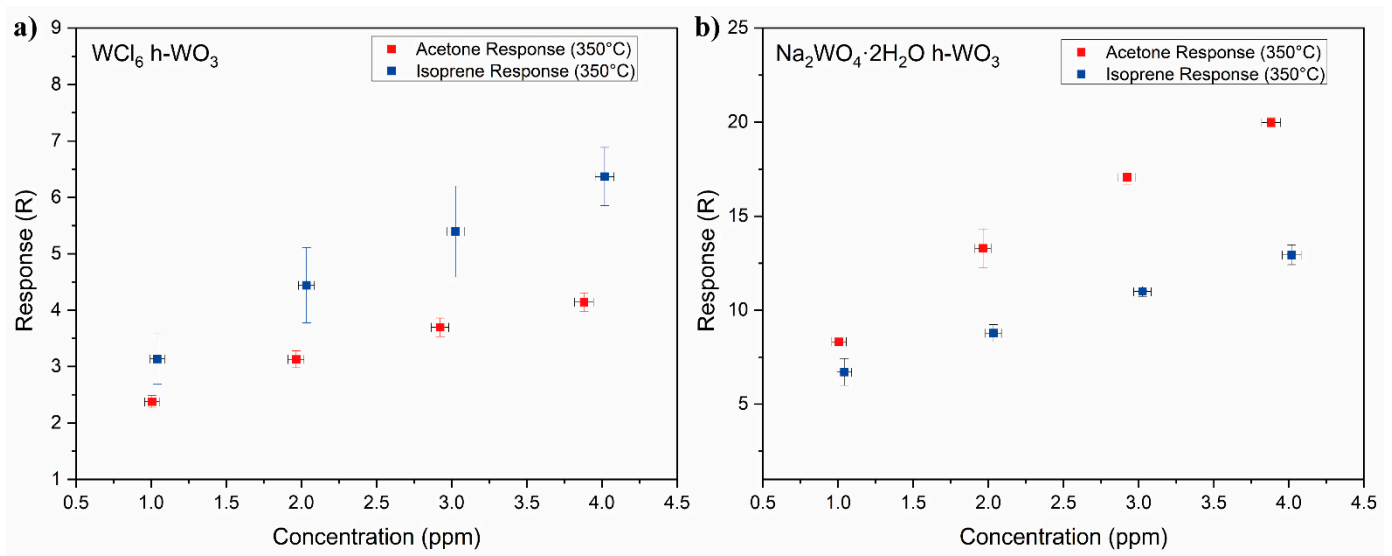 a)
WCl6 h-WO3
Acetone Response (350°C)
Isoprene Response (350°C)
9
8
7
6
5
4
3
2
1
Response (R)
0.5 1.0 1.5 2.0 2.5 3.0 3.5 4.0 4.5
Concentration (ppm)
b)
Na2WO4·2H2O h-WO3
Acetone Response (350°C)
Isoprene Response (350°C)
25
20
15
10
5
Response (R)
0.5 1.0 1.5 2.0 2.5 3.0 3.5 4.0 4.5
Concentration (ppm)